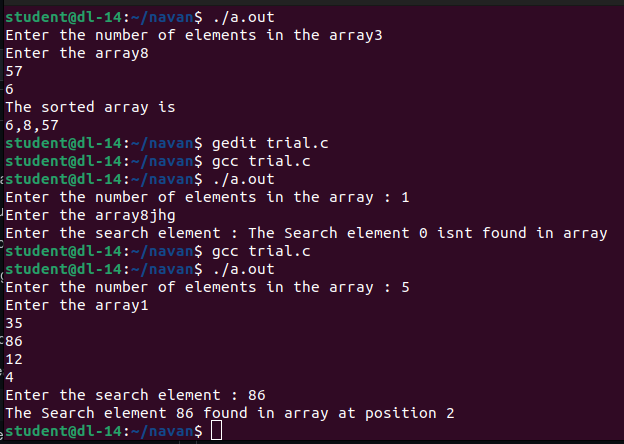 student@dl-14:~/navan$ ./a.out
Enter the number of elements in the array3
Enter the array8
57
6
The sorted array is
6,8,57
student@dl-14:~/navan$ gedit trial.c
student@dl-14:~/navan$ gcc trial.c
student@dl-14:~/navan$ ./a.out
Enter the number of elements in the array : 1
Enter the array8jhg
Enter the search element : The Search element 0 isnt found in array
student@dl-14:~/navan$ gcc trial.c
student@dl-14:~/navan$ ./a.out
Enter the number of elements in the array : 5
Enter the array1
35
86
12
4
Enter the search element : 86
The Search element 86 found in array at position 2
student@dl-14:~/navan$